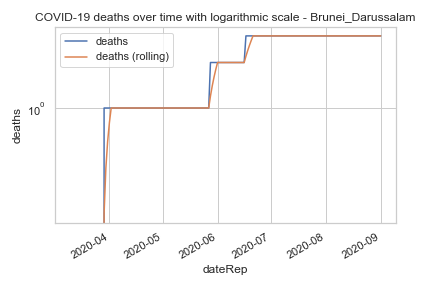 COVID-19 deaths over time with logarithmic scale - Brunei_Darussalam
deaths
deaths (rolling)
deaths
10⁰
2020-04
2020-05
2020-06
2020-07
2020-08
2020-09
dateRep